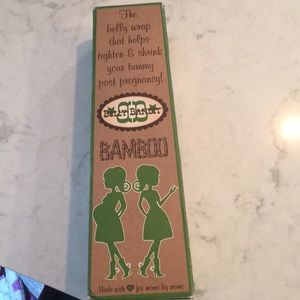 The
belly wrap
that helps
tighten & shrink
your tummy
post pregnancy!
BELLY BANDIT
BB
BAMBOO
Made with ♥ for moms by moms